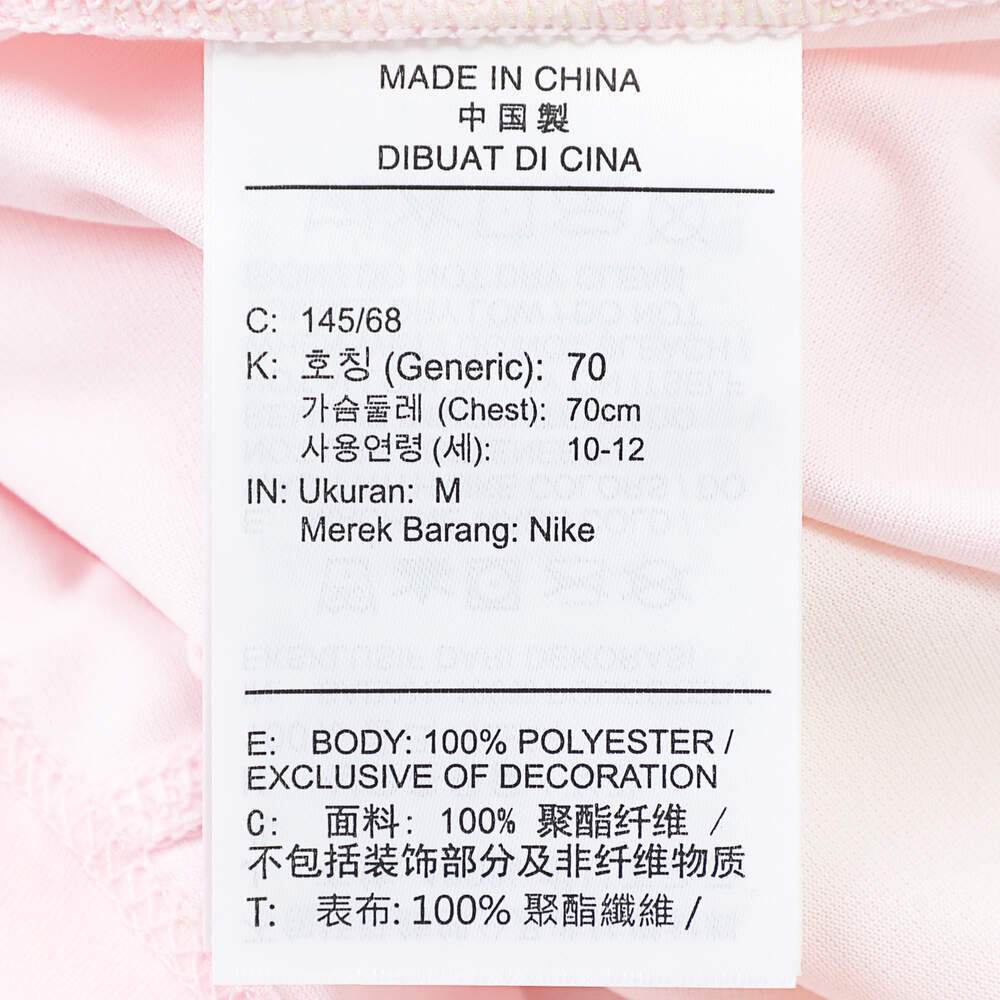 MADE IN CHINA
中国製
DIBUAT DI CINA
C: 145/68
K: 호칭 (Generic): 70
가슴둘레 (Chest): 70cm
사용연령 (세): 10-12
IN: Ukuran: M
Merek Barang: Nike
E: BODY: 100% POLYESTER /
EXCLUSIVE OF DECORATION
C: 面料: 100% 聚酯纤维 /
不包括装饰部分及非纤维物质
T: 表布: 100% 聚酯纖維 /